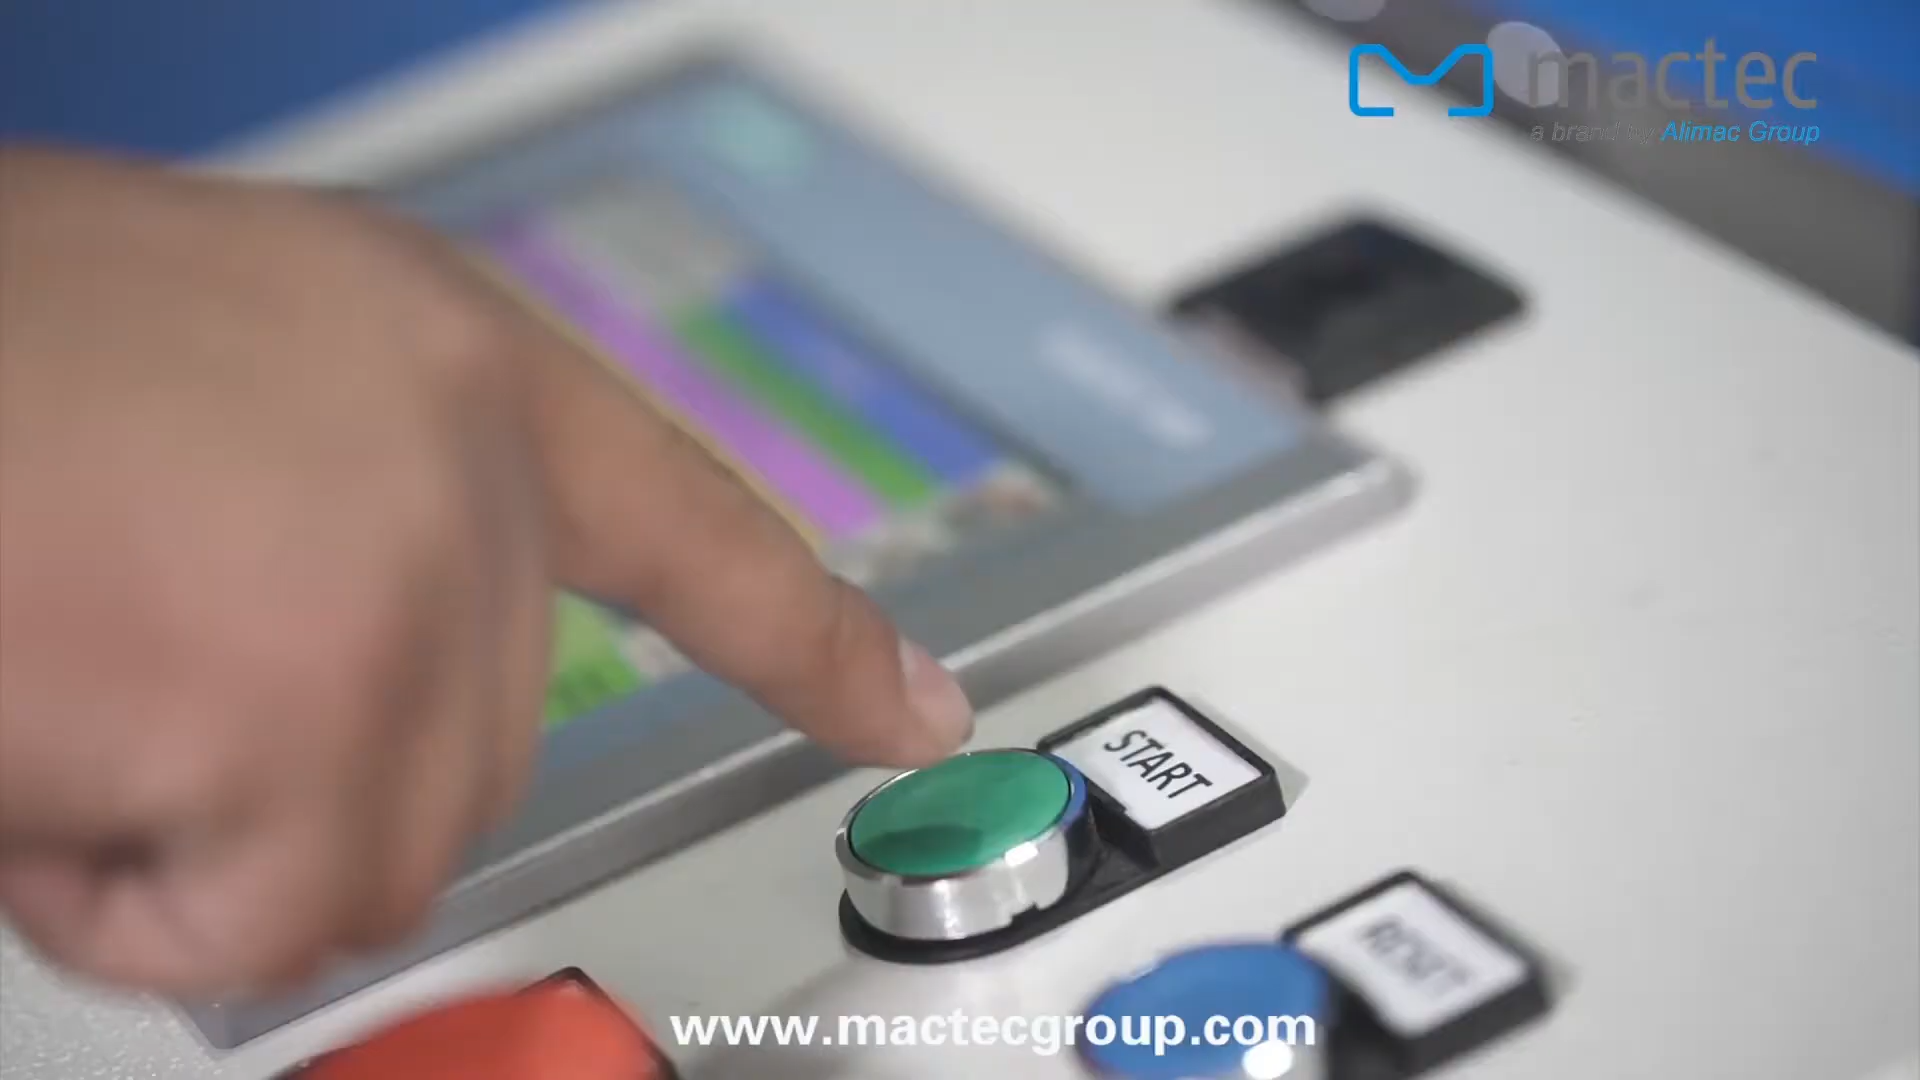 mactec
a brand by Alimac Group
START
RESET
www.mactecgroup.com